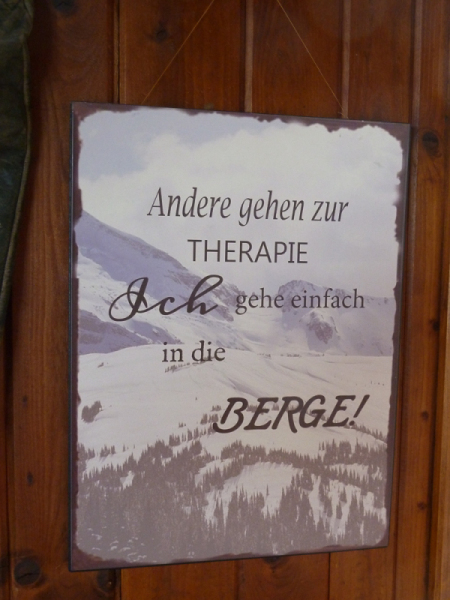 Andere gehen zur
THERAPIE
Ich gehe einfach
in die
BERGE!